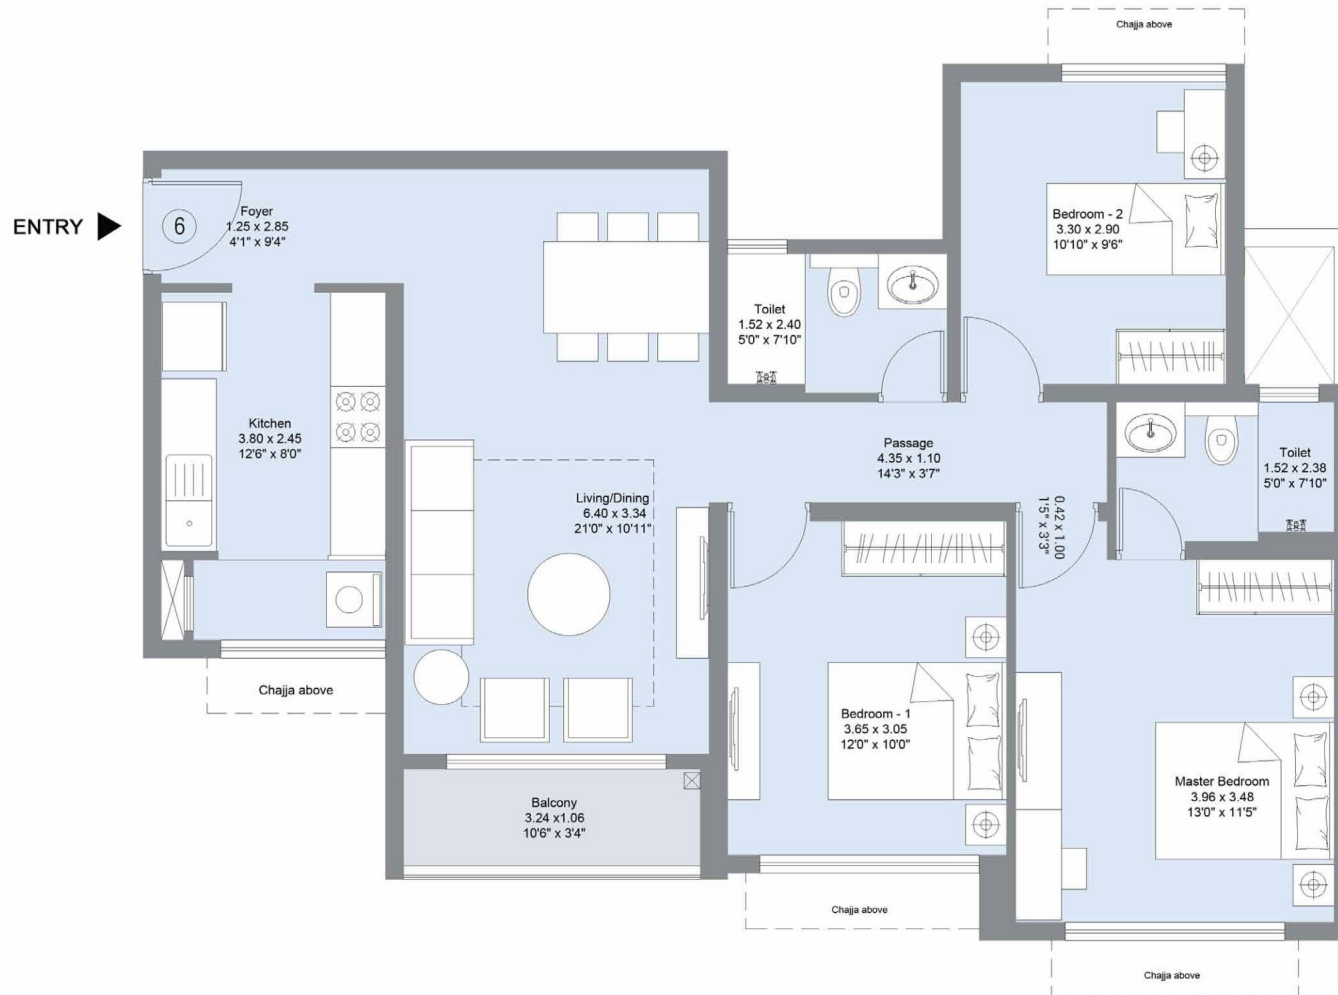 Chajja above
ENTRY
6
Foyer
1.25 x 2.85
4'1" x 9'4"
Bedroom - 2
3.30 x 2.90
10'10" x 9'6"
Toilet
1.52 x 2.40
5'0" x 7'10"
Kitchen
3.80 x 2.45
12'6" x 8'0"
Passage
4.35 x 1.10
14'3" x 3'7"
Toilet
1.52 x 2.38
5'0" x 7'10"
Living/Dining
6.40 x 3.34
21'0" x 10'11"
0.42 x 1.00
1'5" x 3'3"
Chajja above
Bedroom - 1
3.65 x 3.05
12'0" x 10'0"
Master Bedroom
3.96 x 3.48
13'0" x 11'5"
Balcony
3.24 x1.06
10'6" x 3'4"
Chajja above
Chajja above